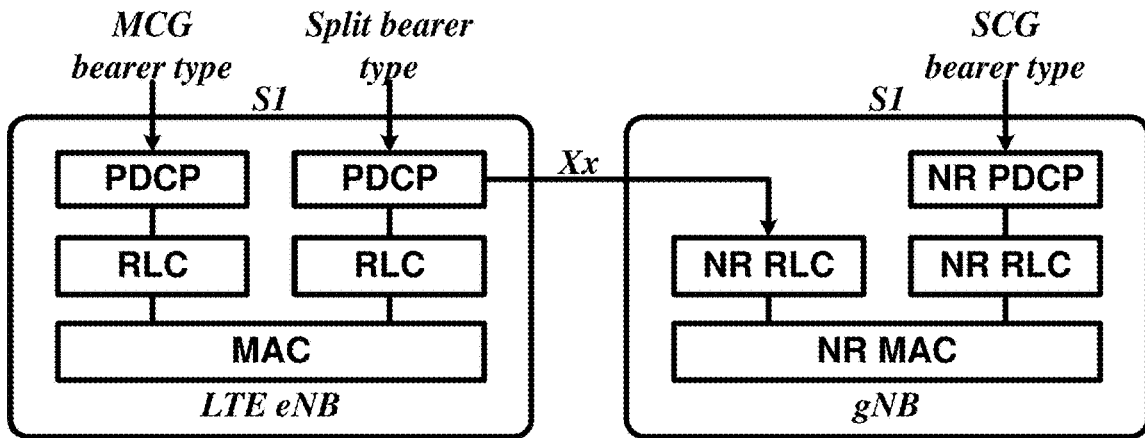 MCG
bearer type
Split bearer
type
SCG
bearer type
S1
S1
PDCP
PDCP
Xx
NR PDCP
RLC
RLC
NR RLC
NR RLC
MAC
NR MAC
LTE eNB
gNB